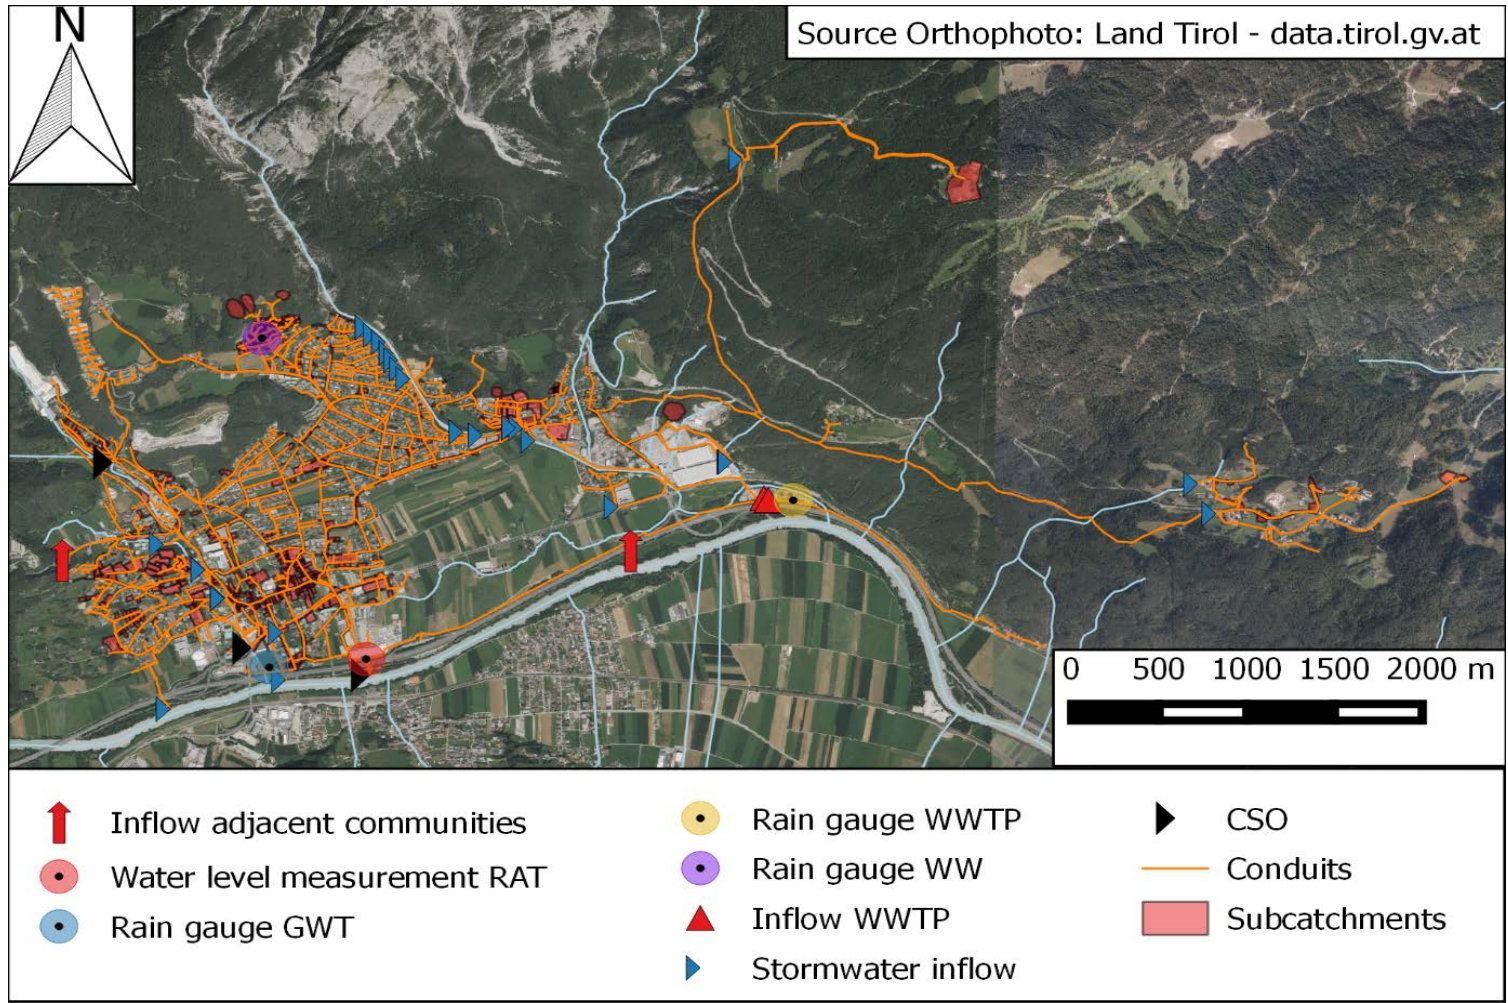 N
Source Orthophoto: Land Tirol - data.tirol.gv.at
0 500 1000 1500 2000 m
Inflow adjacent communities
Water level measurement RAT
Rain gauge GWT
Rain gauge WWTP
Rain gauge WW
Inflow WWTP
Stormwater inflow
CSO
Conduits
Subcatchments